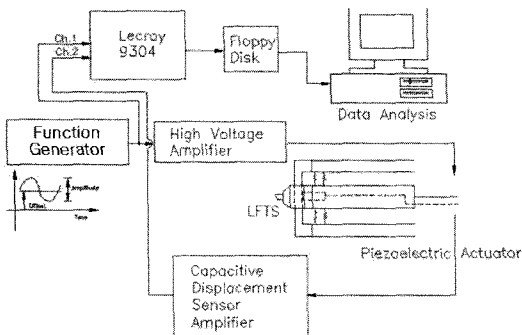 Ch.1
Ch.2
Lecroy
9304
Floppy
Disk
Data Analysis
Function
Generator
High Voltage
Amplifier
Amplitude
Offset
Time
LFTS
Piezoelectric Actuator
Capacitive
Displacement
Sensor
Amplifier